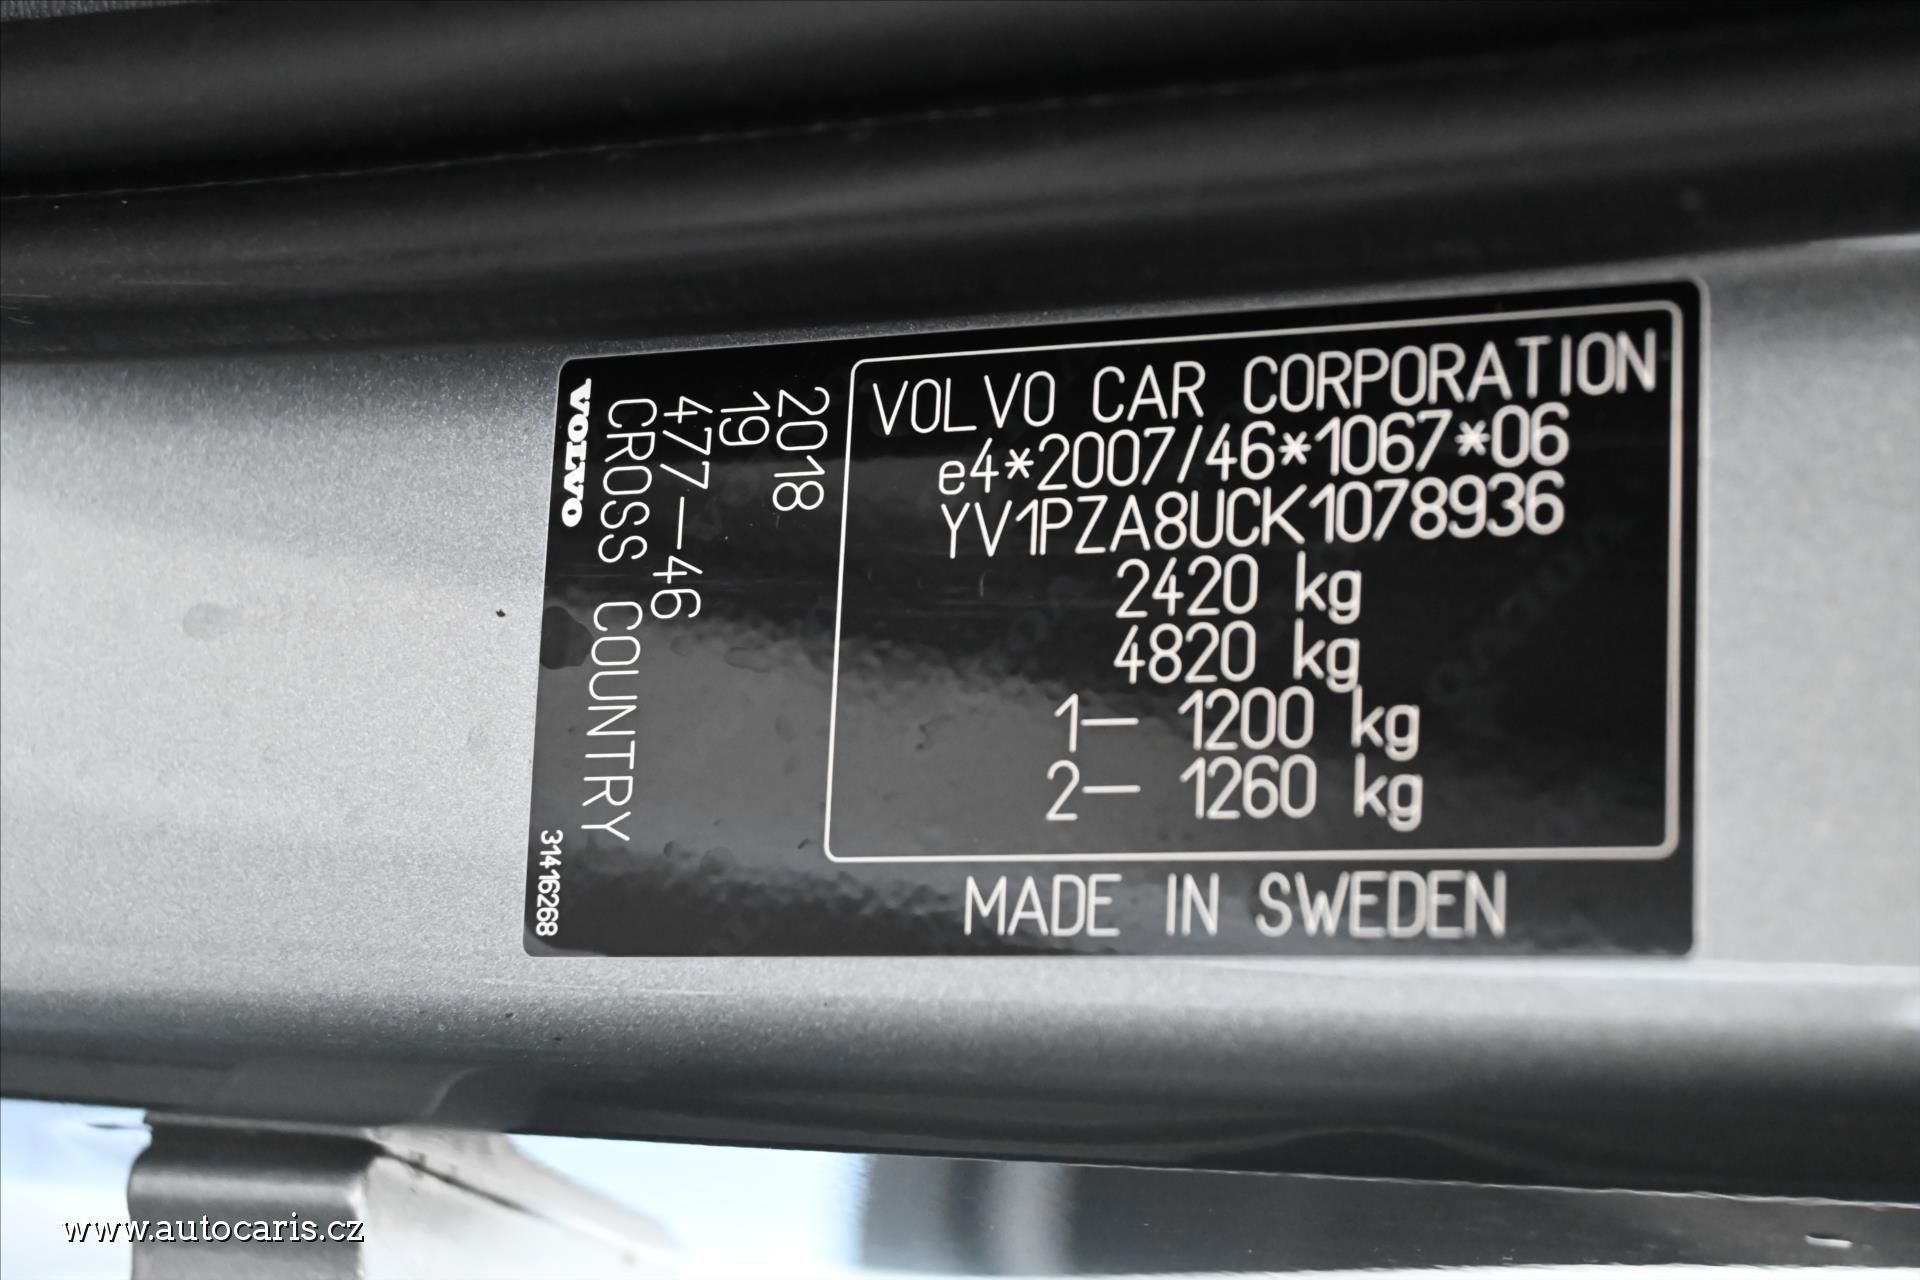 VOLVO CAR CORPORATION
e4*2007/46*1067*06
YV1PZA8UCK1078936
2420 kg
4820 kg
1— 1200 kg
2— 1260 kg
MADE IN SWEDEN
2018
19
477—46
CROSS COUNTRY
VOLVO
31416268
www.autocaris.cz